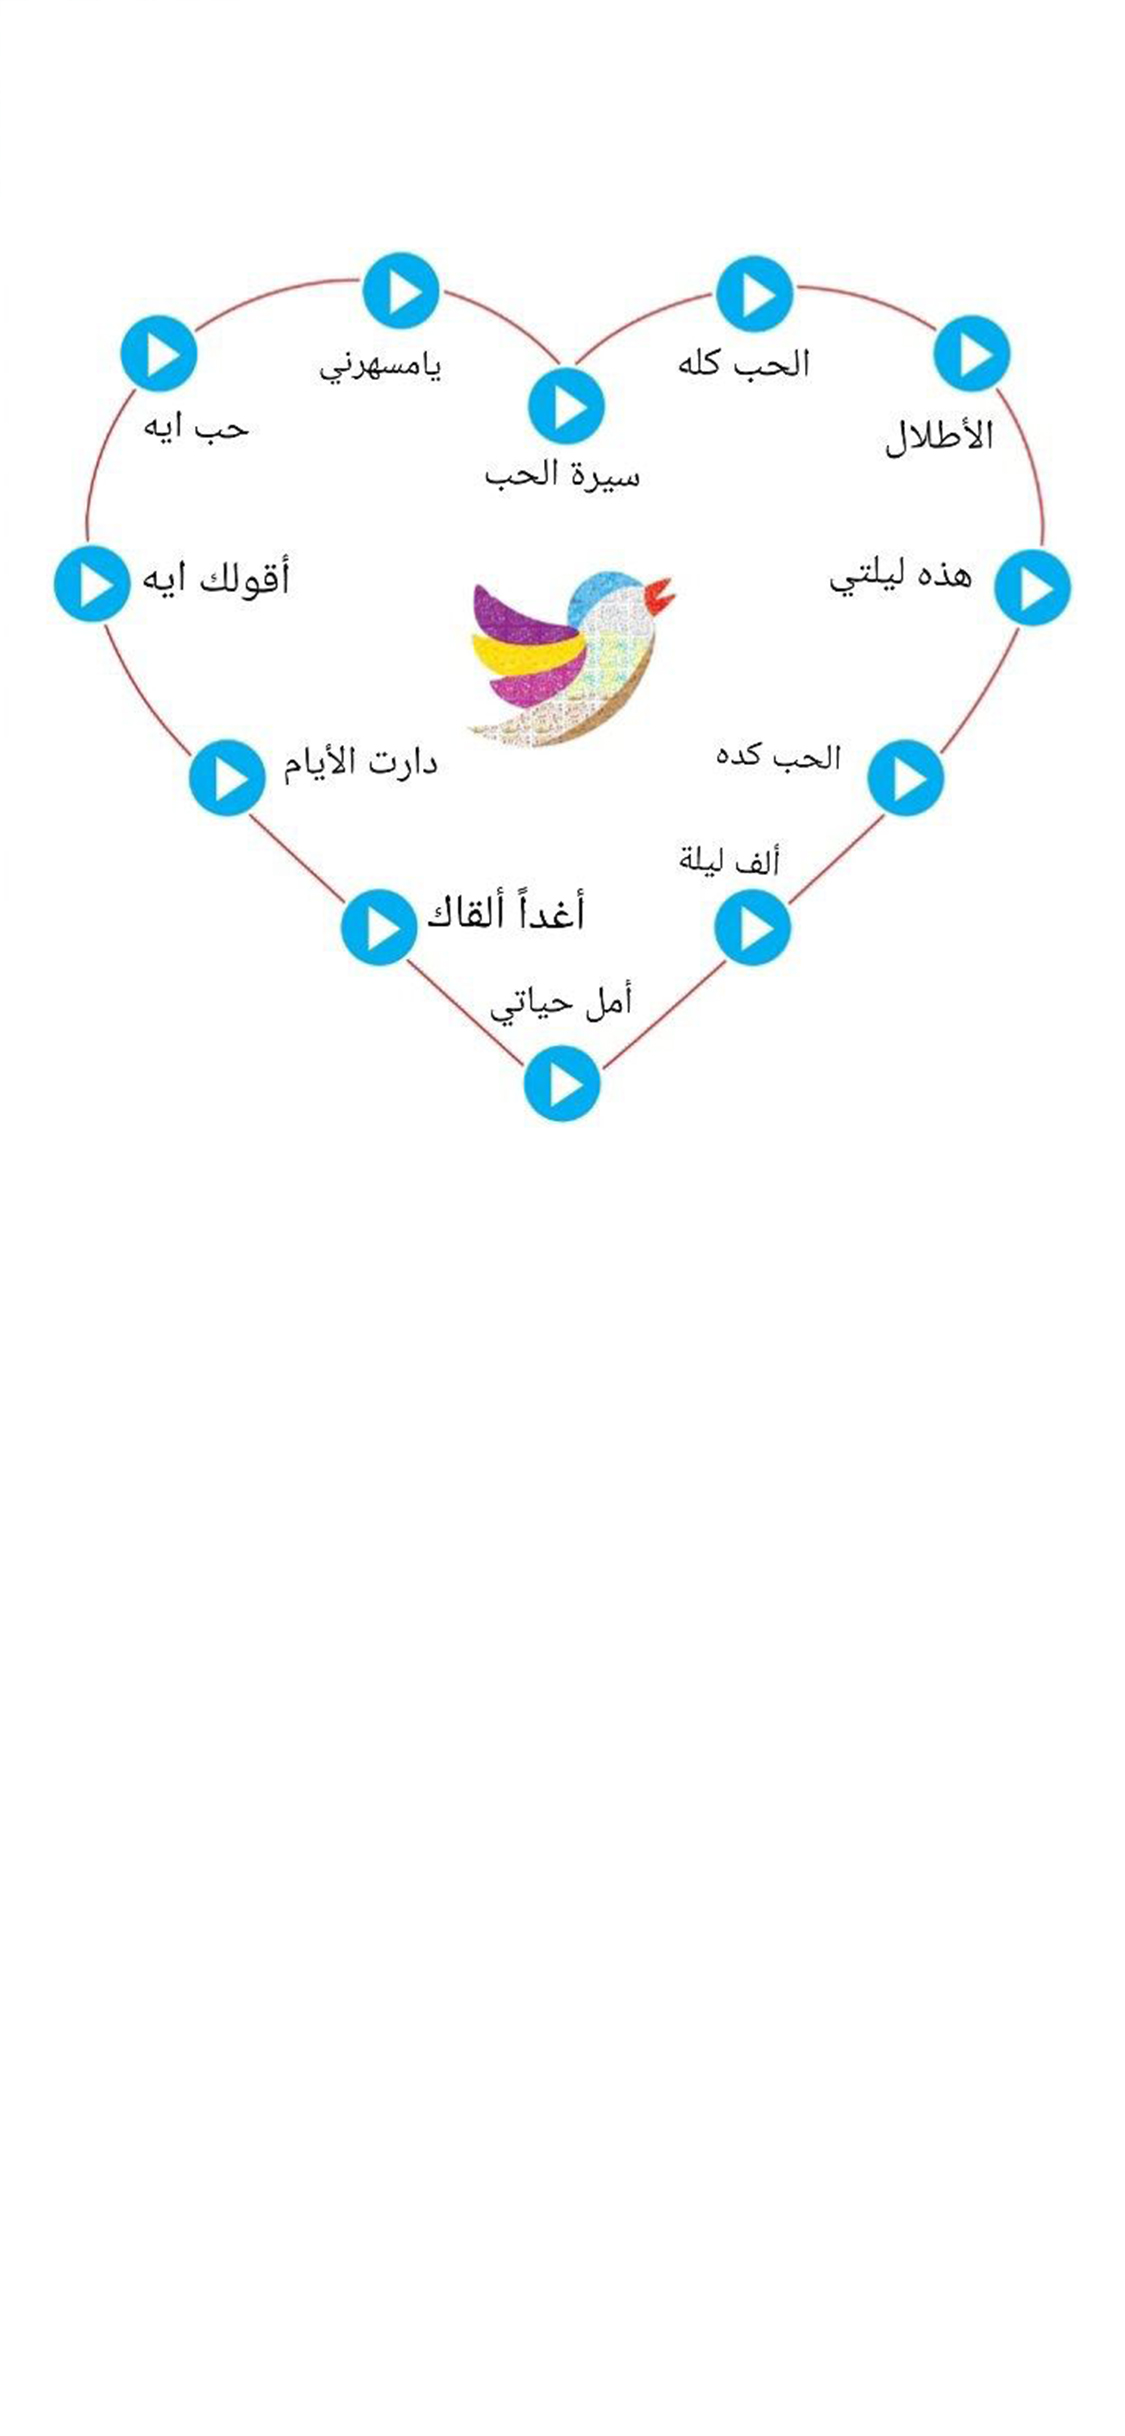 الحب كله
يامسهرني
الأطلال
حب ايه
سيرة الحب
هذه ليلتي
أقولك ايه
الحب كده
دارت الأيام
ألف ليلة
أغداً ألقاك
أمل حياتي